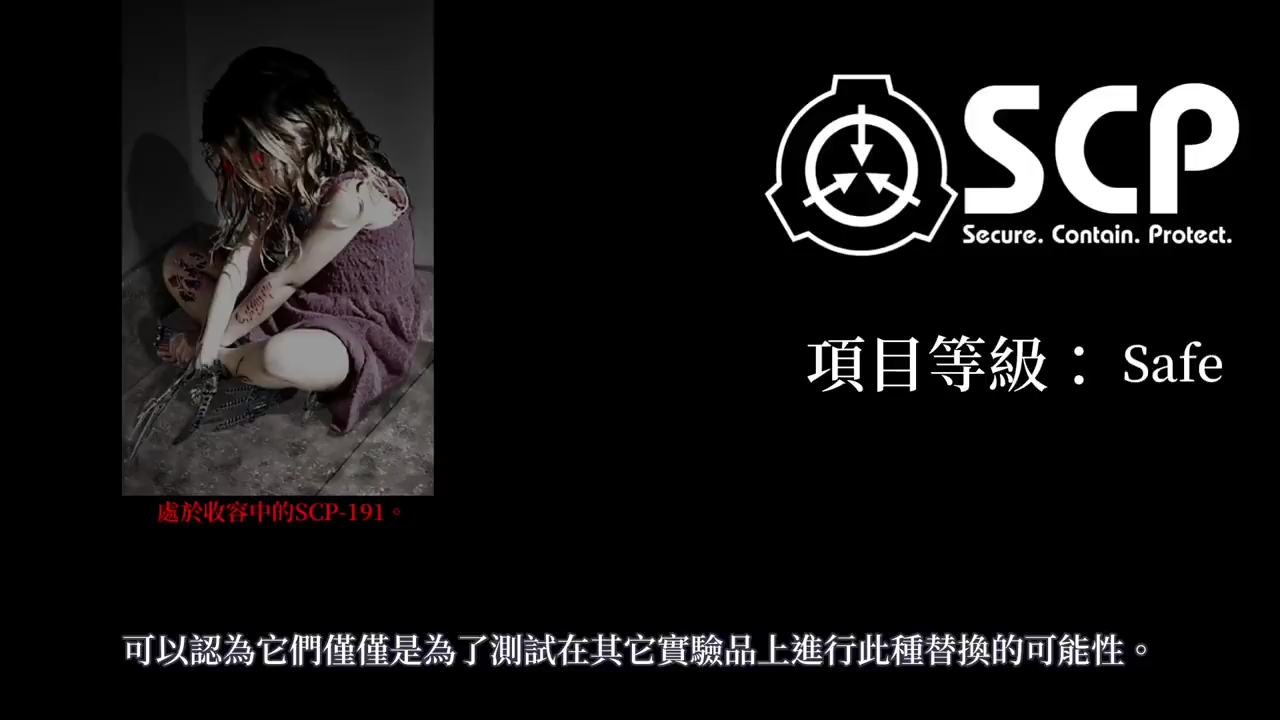 SCP
Secure. Contain. Protect.
項目等級： Safe
處於收容中的SCP-191。
可以認為它們僅僅是為了測試在其它實驗品上進行此種替換的可能性。